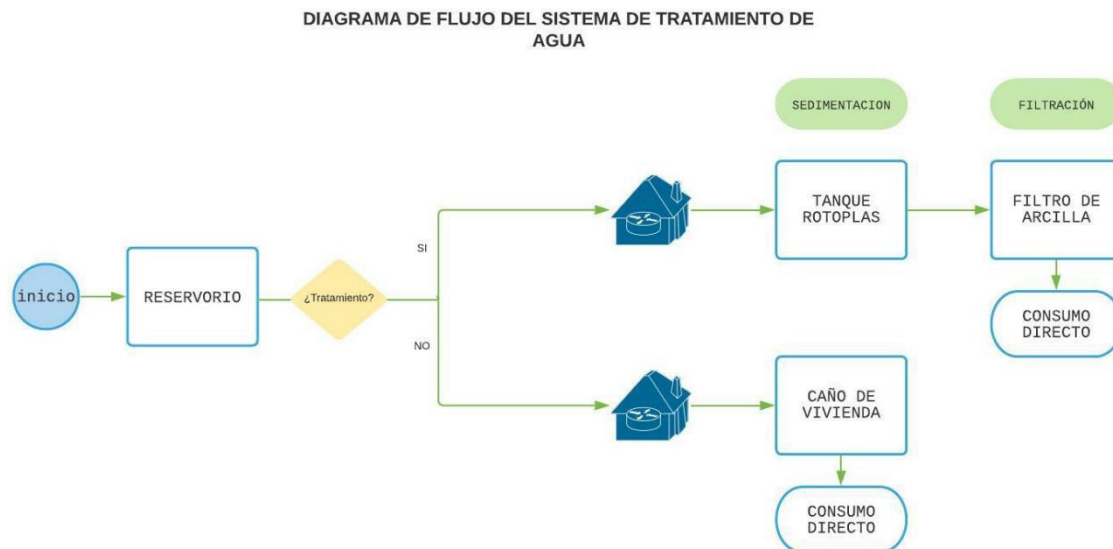 DIAGRAMA DE FLUJO DEL SISTEMA DE TRATAMIENTO DE
AGUA
SEDIMENTACION
FILTRACIÓN
TANQUE
ROTOPLAS
FILTRO DE
ARCILLA
SI
inicio
RESERVORIO
¿Tratamiento?
CONSUMO
DIRECTO
NO
CAÑO DE
VIVIENDA
CONSUMO
DIRECTO